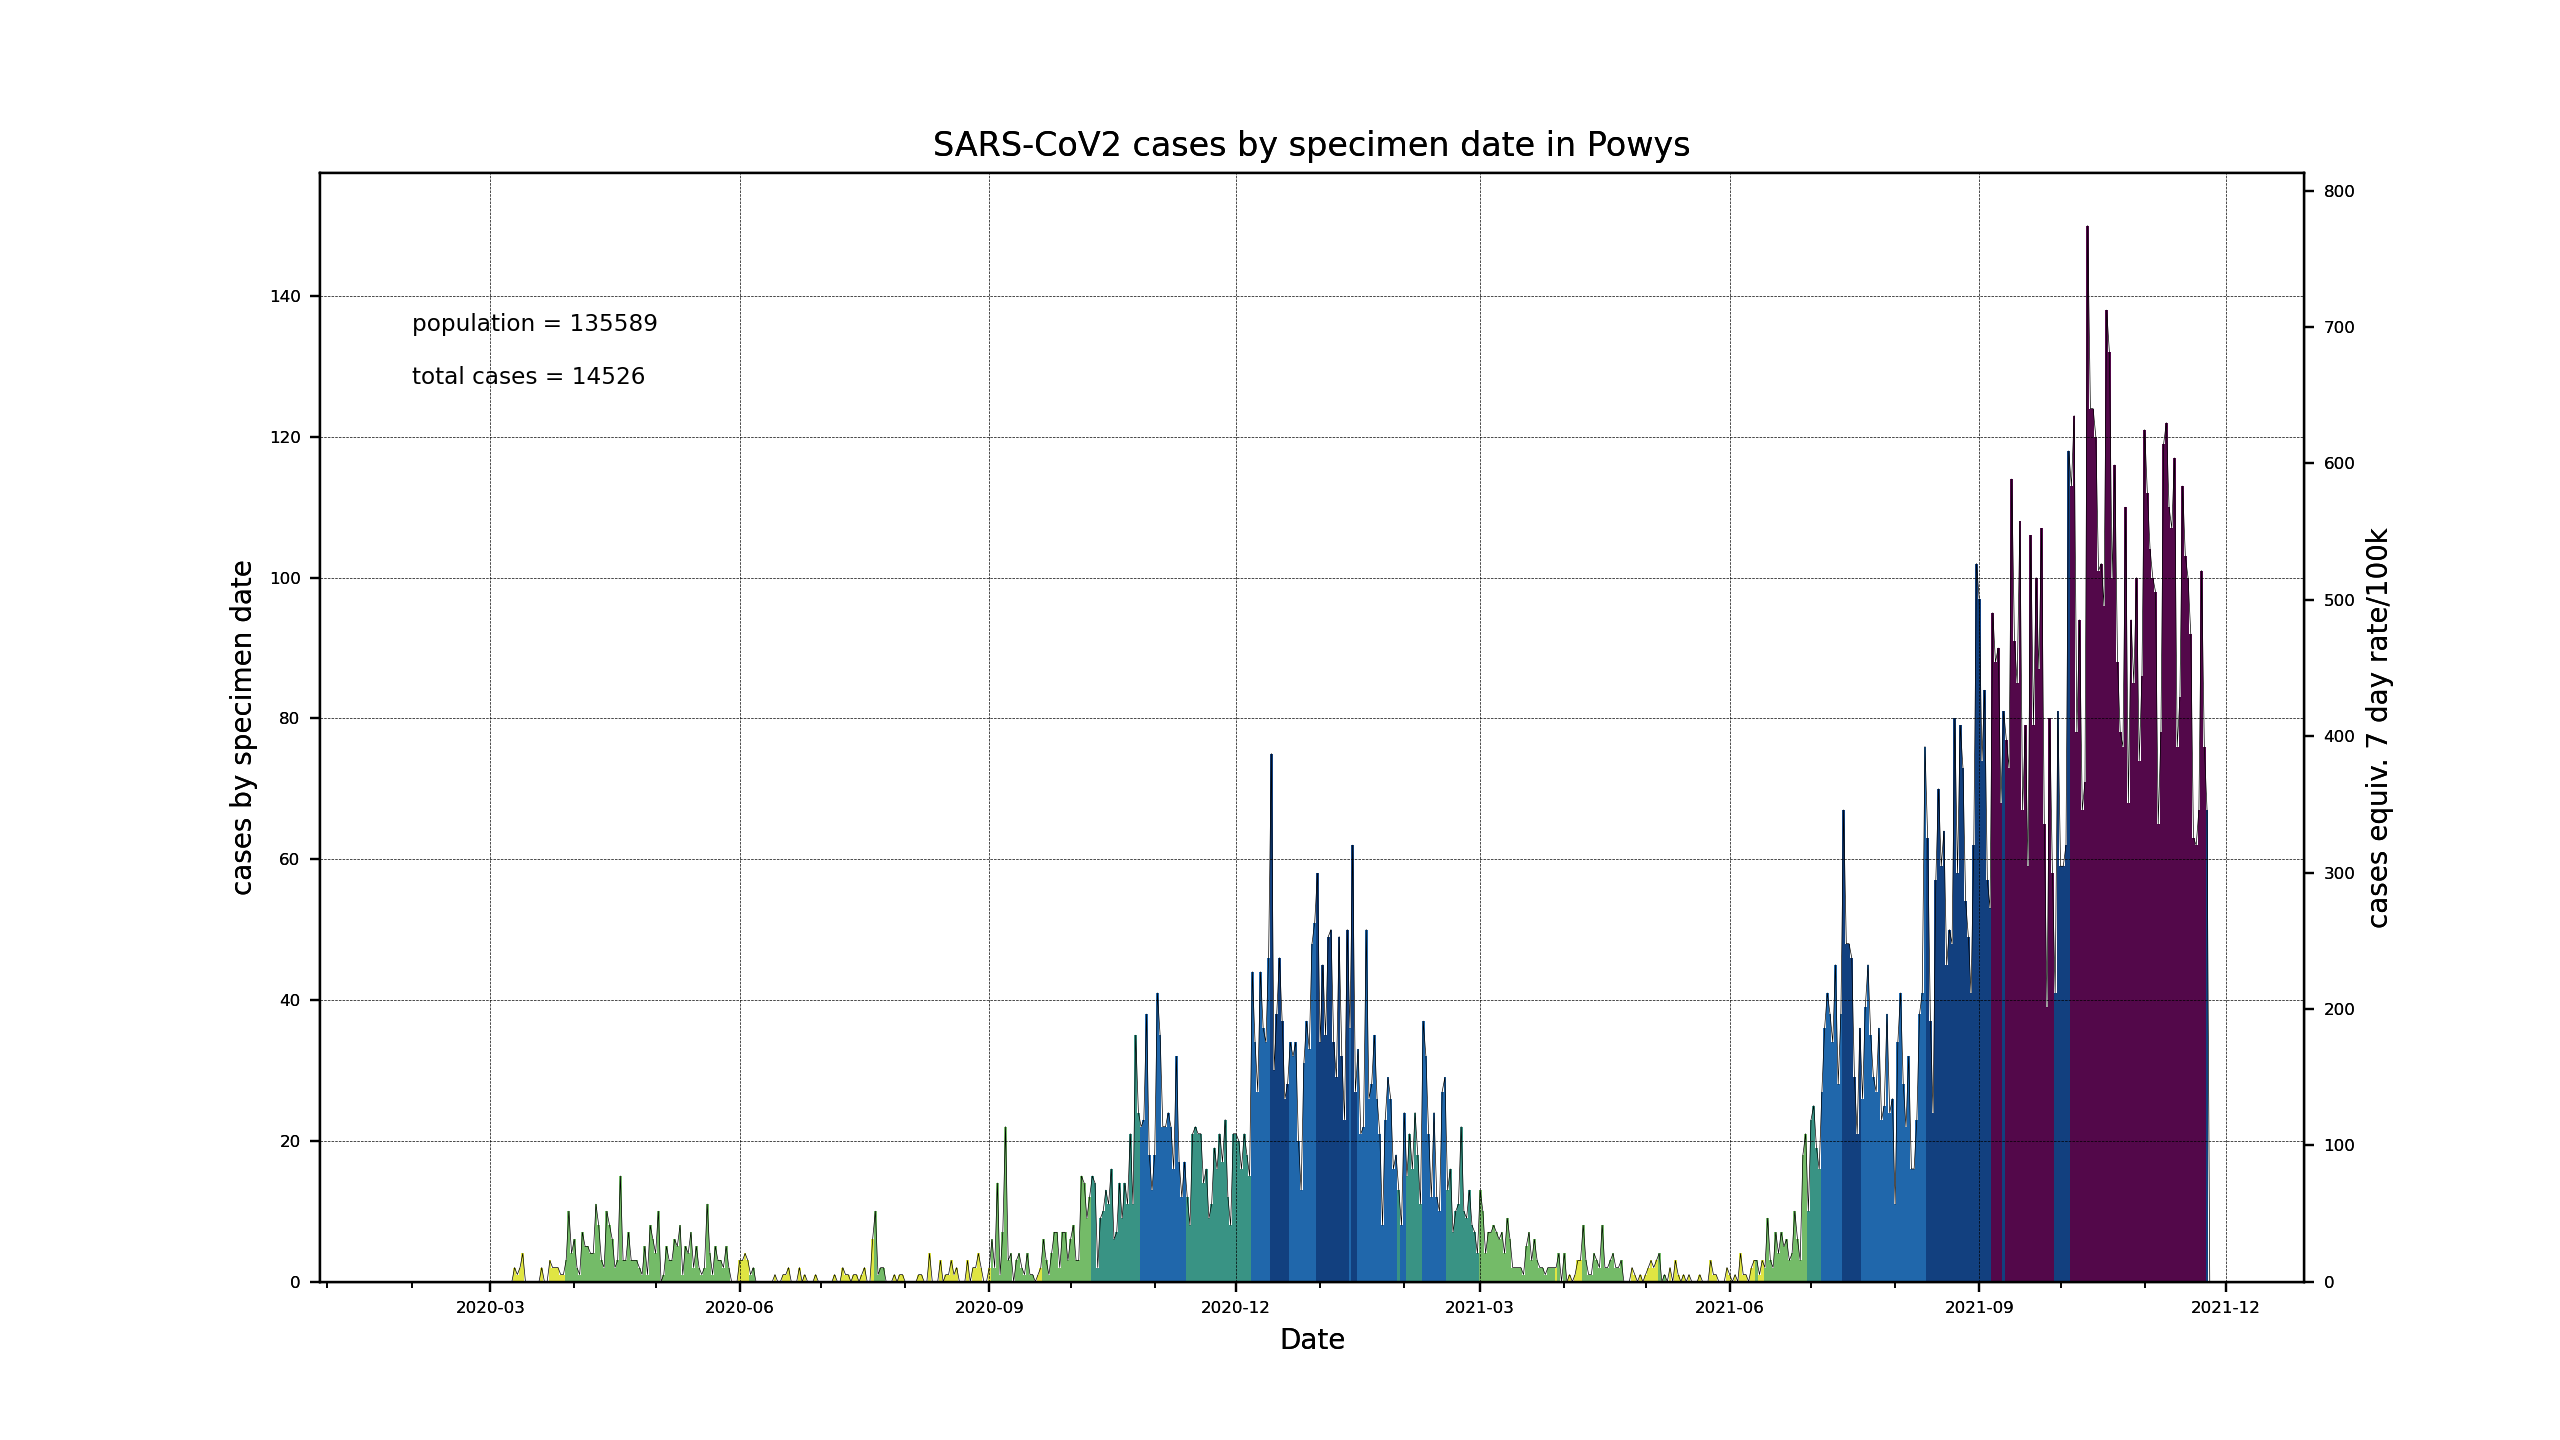 SARS-CoV2 cases by specimen date in Powys
population = 135589
total cases = 14526
cases by specimen date
140
120
100
80
60
40
20
0
800
700
600
500
400
300
200
100
0
cases equiv. 7 day rate/100k
2020-03 2020-06 2020-09 2020-12 2021-03 2021-06 2021-09 2021-12
Date